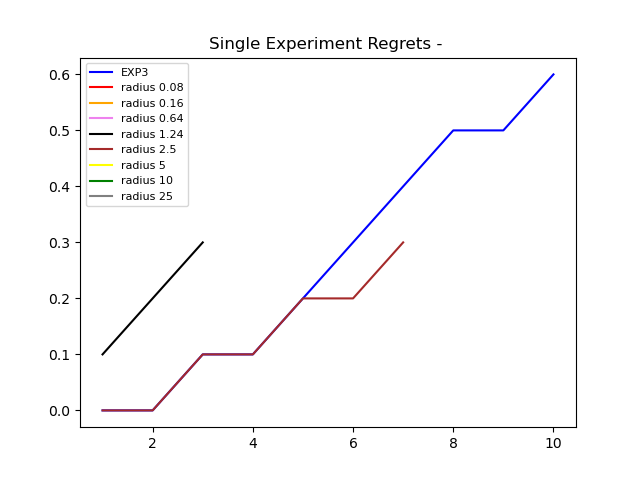 Single Experiment Regrets -
EXP3
radius 0.08
radius 0.16
radius 0.64
radius 1.24
radius 2.5
radius 5
radius 10
radius 25
0.6
0.5
0.4
0.3
0.2
0.1
0.0
2 4 6 8 10